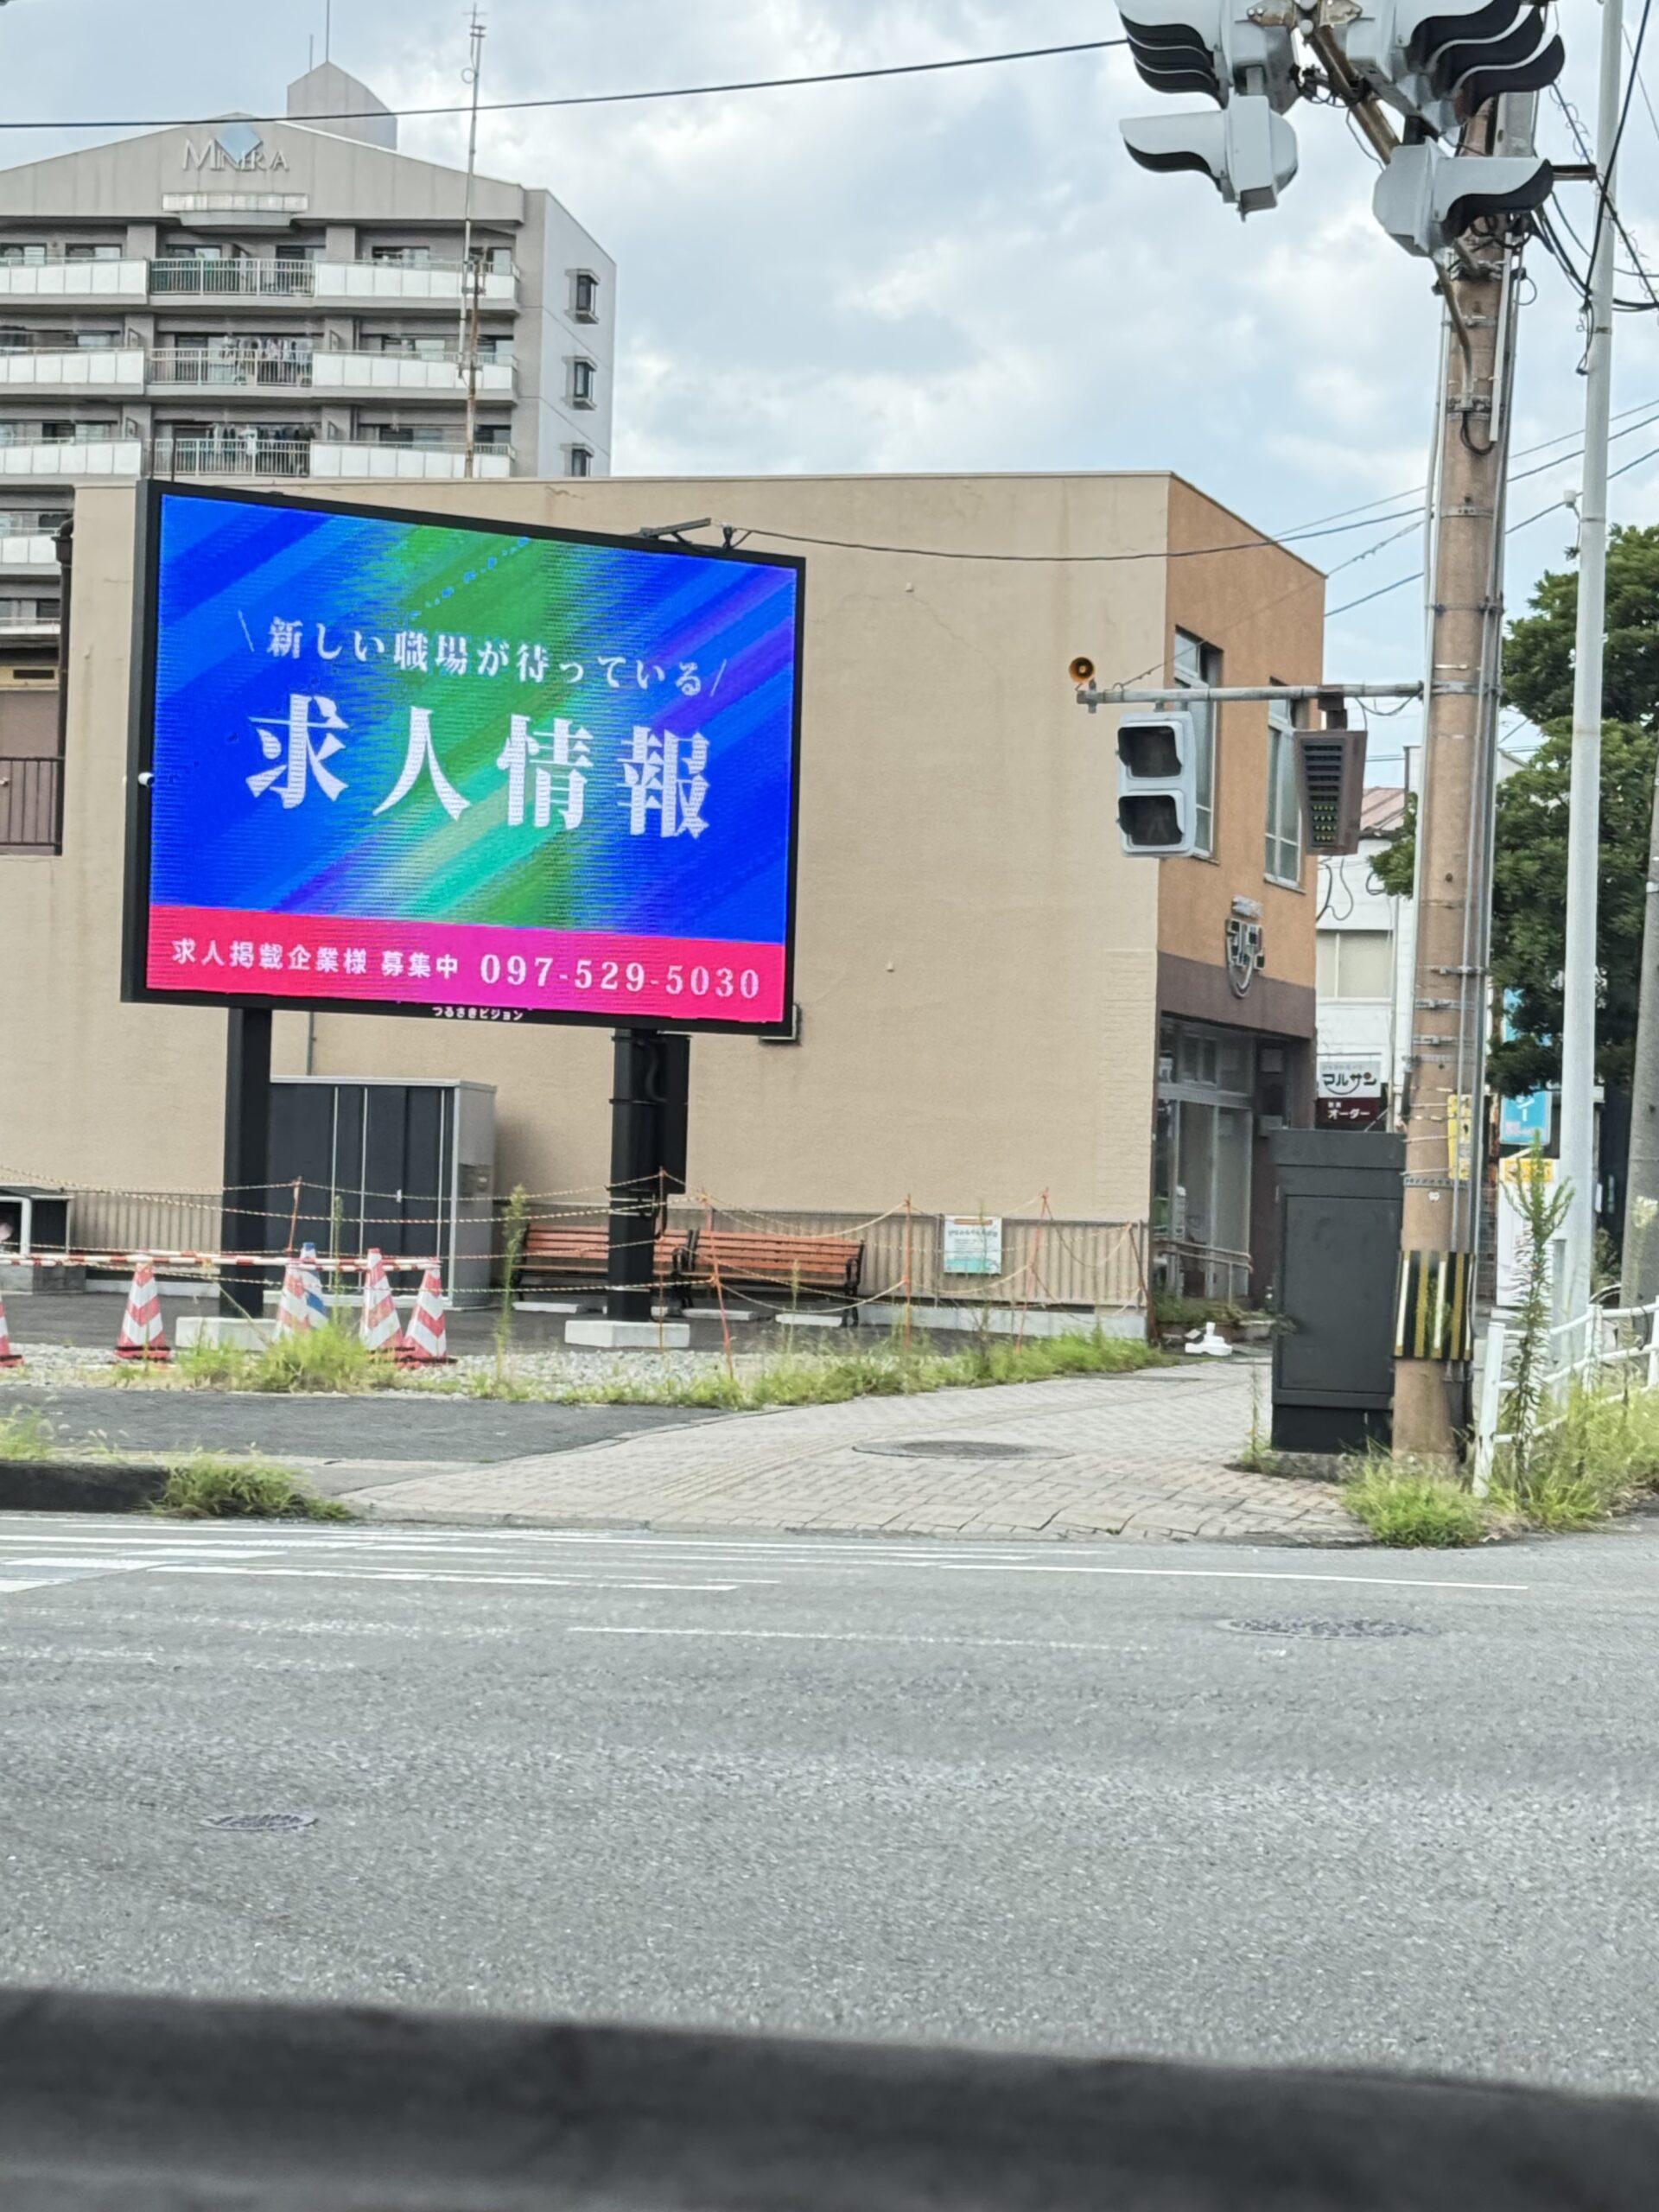 MINERA
\ 新しい職場が待っている /
求人情報
求人掲載企業様 募集中 097-529-5030
つるさきビジョン
マルサン
オーダー